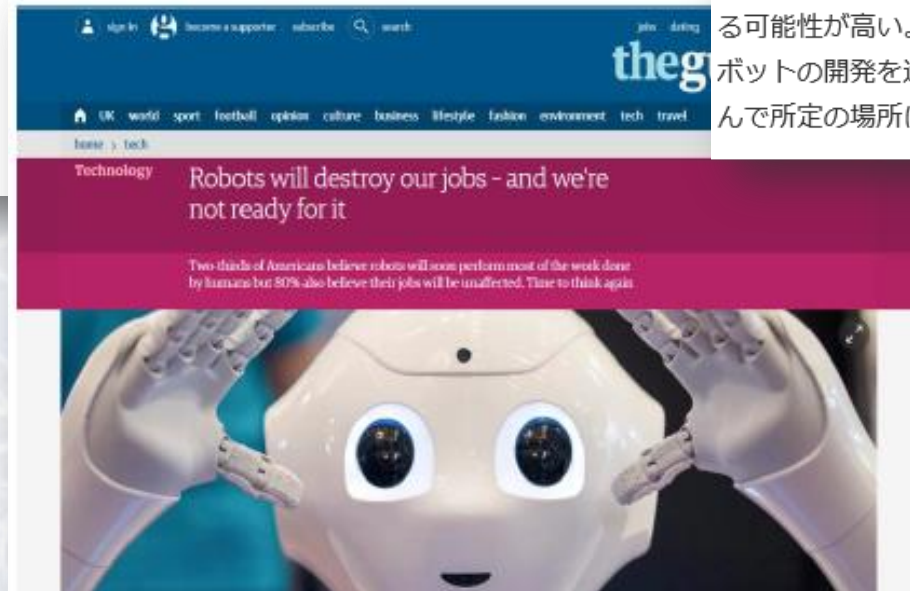 sign in become a supporter subscribe search jobs dating
theg
UK world sport football opinion culture business lifestyle fashion environment tech travel
home › tech
Technology
Robots will destroy our jobs – and we're
not ready for it
Two-thirds of Americans believe robots will soon perform most of the work done
by humans but 80% also believe their jobs will be unaffected. Time to think again
る可能性が高い。
ボットの開発を
んで所定の場所